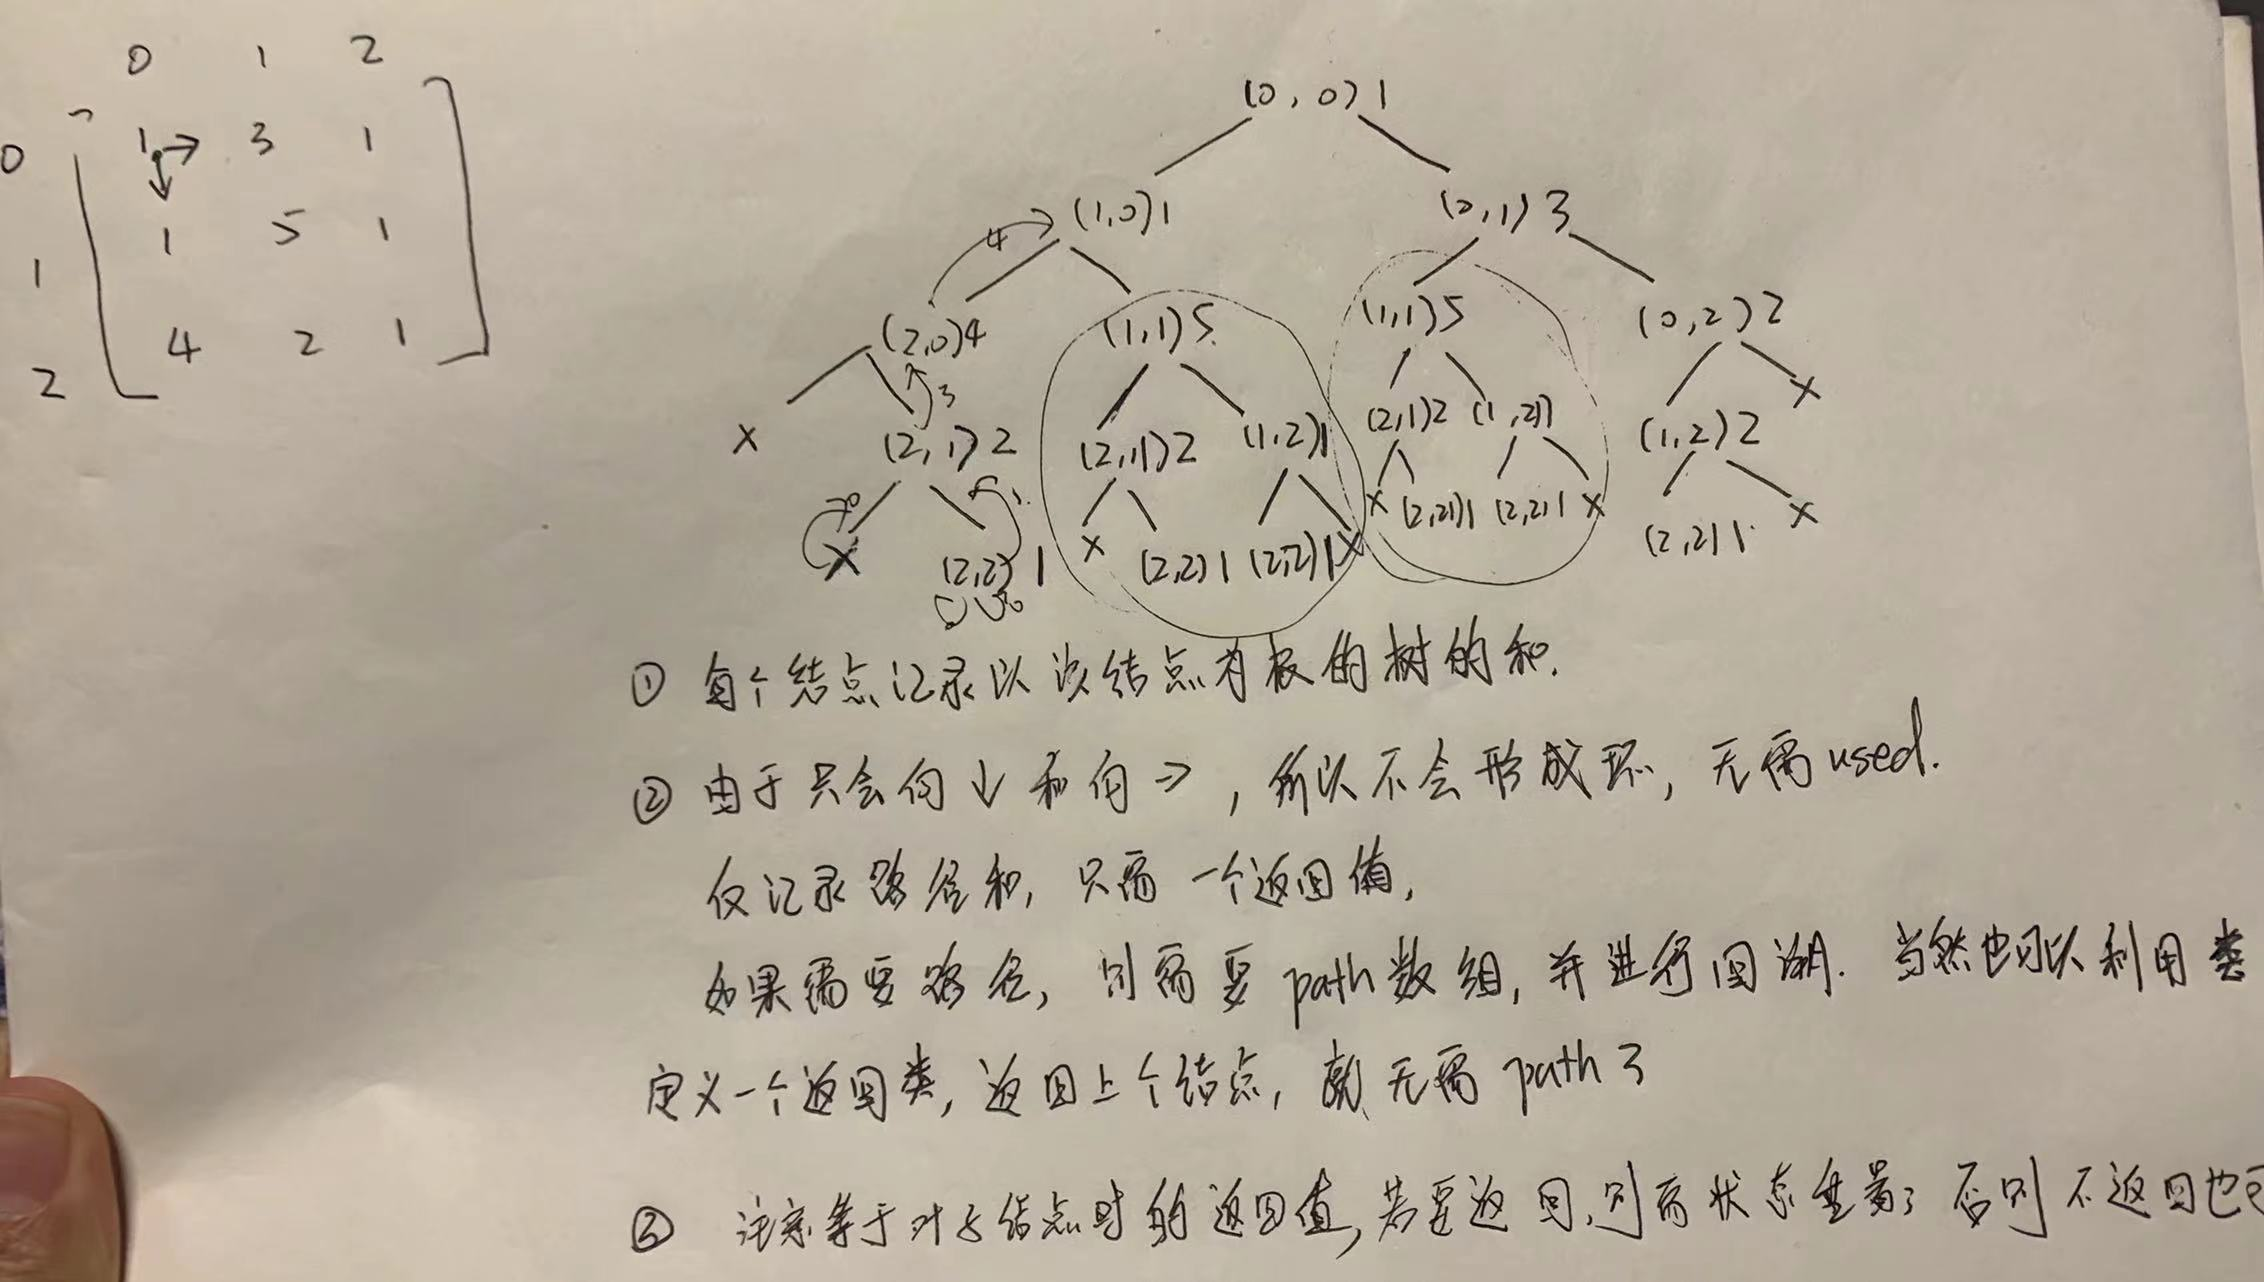 0 1 2
0 1 → 3 1
↓
1 1 5 1
2 4 2 1
(0,0)1
(1,0)1 (0,1)3
4
(2,0)4 (1,1)5 (1,1)5 (0,2)2
3
x (2,1)2 (2,1)2 (1,2)1 (2,1)2 (1,2)1 (1,2)2 x
x (2,2)1 x (2,2)1 (2,2)1 x x (2,2)1 (2,2)1 x (2,2)1 x
① 每个结点记录以次结点为根的树的和.
② 由于只会向↓和向→,所以不会形成环,无需used.
仅记录路径和,只需一个返回值,
如果需要路径,则需要path数组,并进行回溯.当然也可以利用类
定义一个返回类,返回上个结点,就无需path了
③ 等于叶子结点时的返回值,若要返回,则需状态重置;否则不返回也可